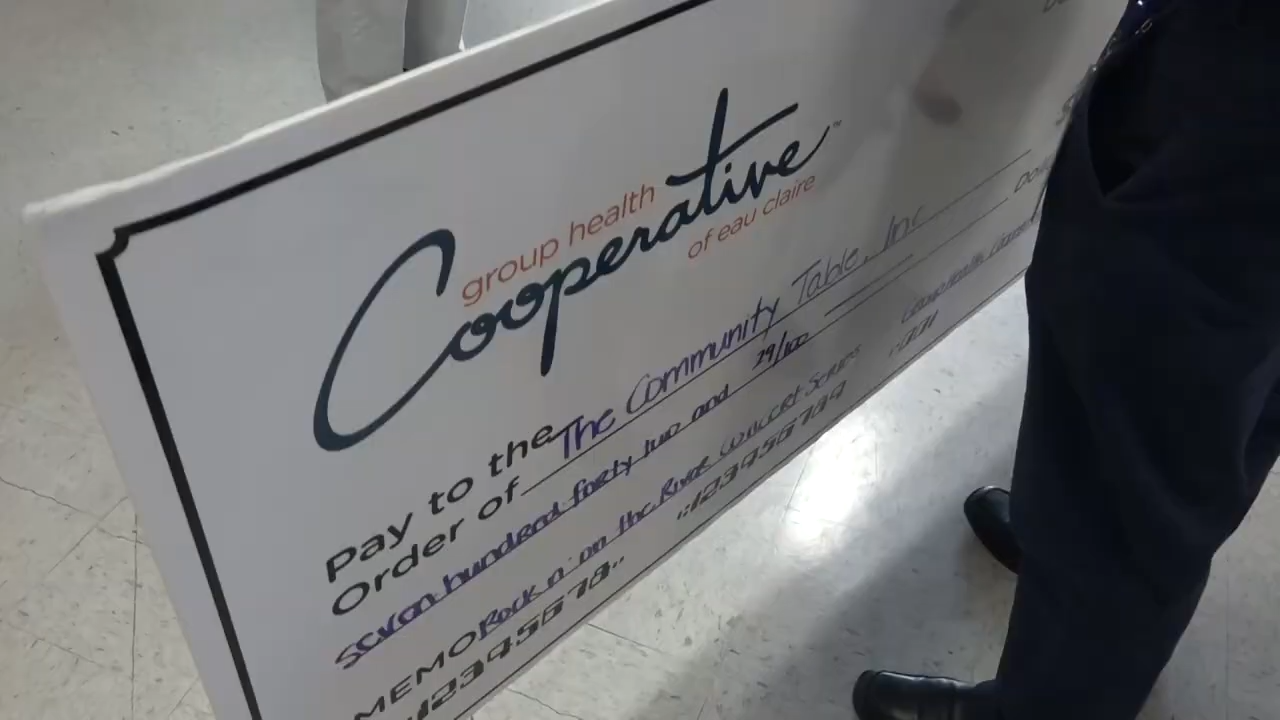 group health
Cooperative™
of eau claire
Pay to the
Order of The Community Table, Inc
seven hundred forty two and 29/100
MEMO Rock n' on the River Concert Series